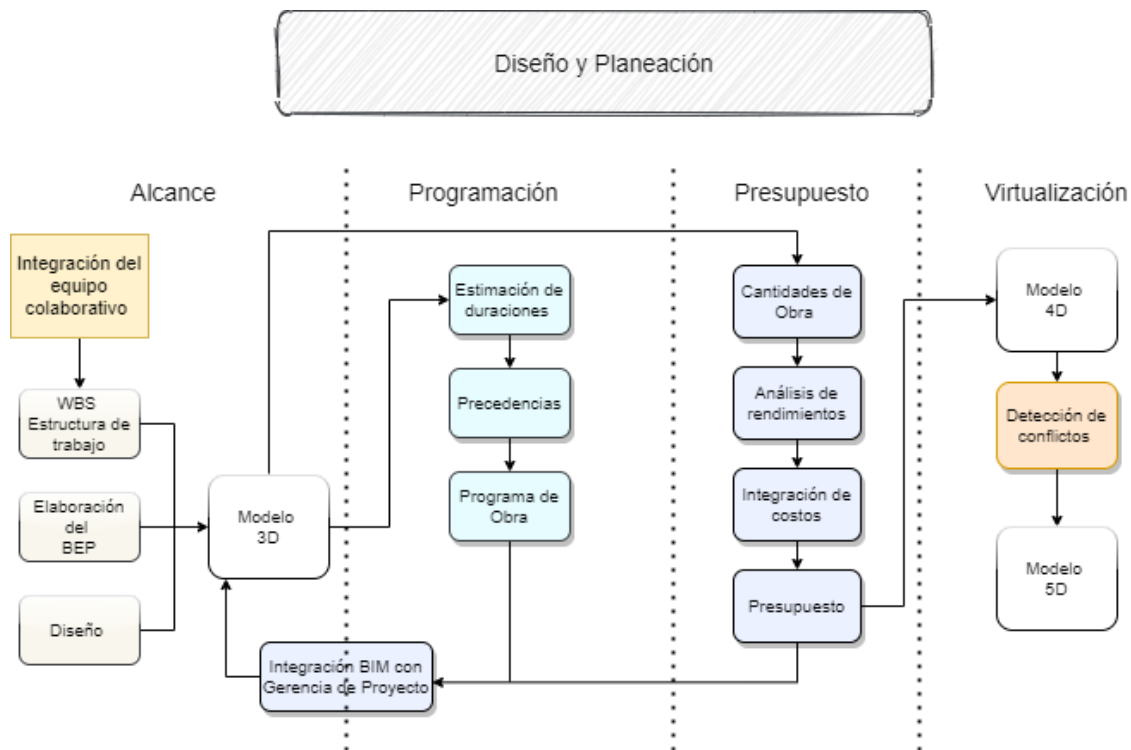 Diseño y Planeación
Alcance
Programación
Presupuesto
Virtualización
Integración del
equipo
colaborativo
WBS
Estructura de
trabajo
Elaboración
del
BEP
Diseño
Modelo
3D
Integración BIM con
Gerencia de Proyecto
Estimación de
duraciones
Precedencias
Programa de
Obra
Cantidades de
Obra
Análisis de
rendimientos
Integración de
costos
Presupuesto
Modelo
4D
Detección de
conflictos
Modelo
5D